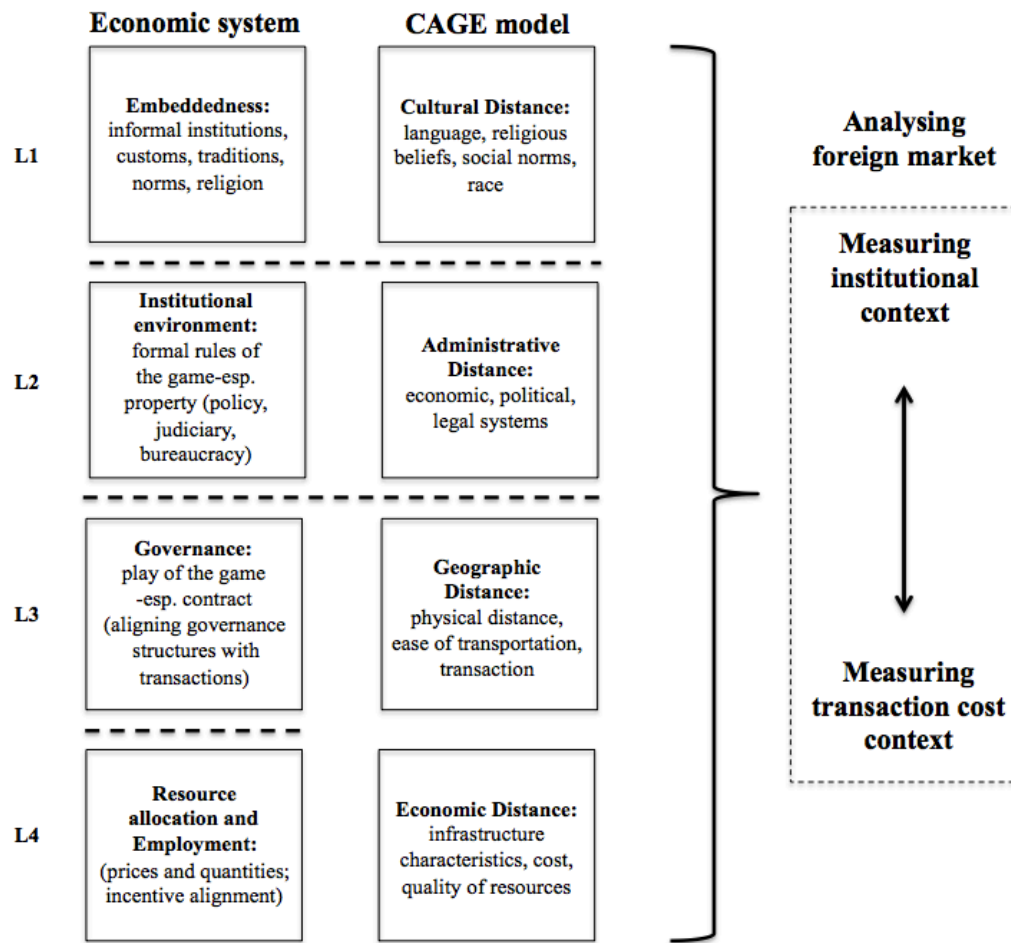 Economic system
CAGE model
L1
Embeddedness:
informal institutions,
customs, traditions,
norms, religion
Cultural Distance:
language, religious
beliefs, social norms,
race
L2
Institutional
environment:
formal rules of
the game-esp.
property (policy,
judiciary,
bureaucracy)
Administrative
Distance:
economic, political,
legal systems
L3
Governance:
play of the game
-esp. contract
(aligning governance
structures with
transactions)
Geographic
Distance:
physical distance,
ease of transportation,
transaction
L4
Resource
allocation and
Employment:
(prices and quantities;
incentive alignment)
Economic Distance:
infrastructure
characteristics, cost,
quality of resources
Analysing
foreign market
Measuring
institutional
context
Measuring
transaction cost
context